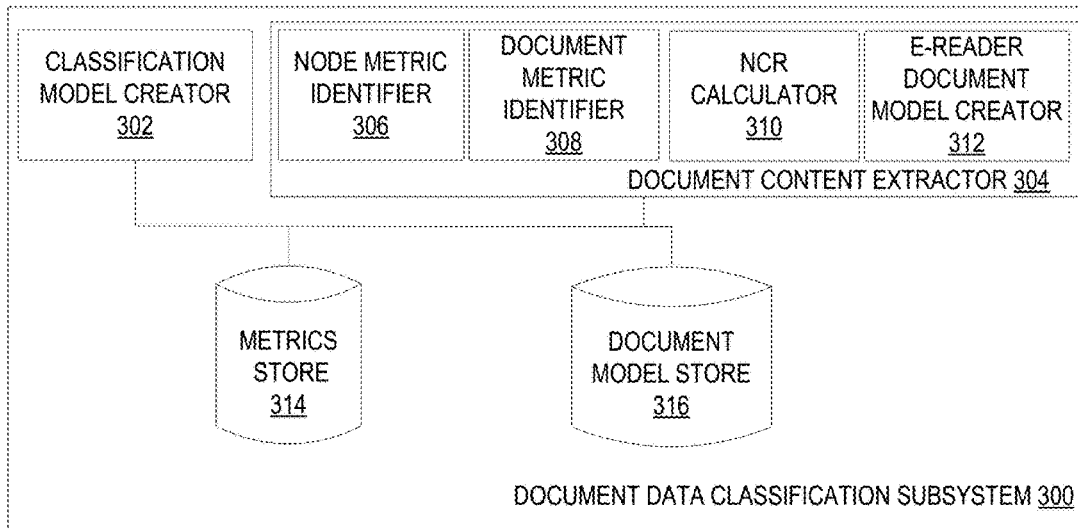 CLASSIFICATION
MODEL CREATOR
302
NODE METRIC
IDENTIFIER
306
DOCUMENT
METRIC
IDENTIFIER
308
NCR
CALCULATOR
310
E-READER
DOCUMENT
MODEL CREATOR
312
DOCUMENT CONTENT EXTRACTOR 304
METRICS
STORE
314
DOCUMENT
MODEL STORE
316
DOCUMENT DATA CLASSIFICATION SUBSYSTEM 300